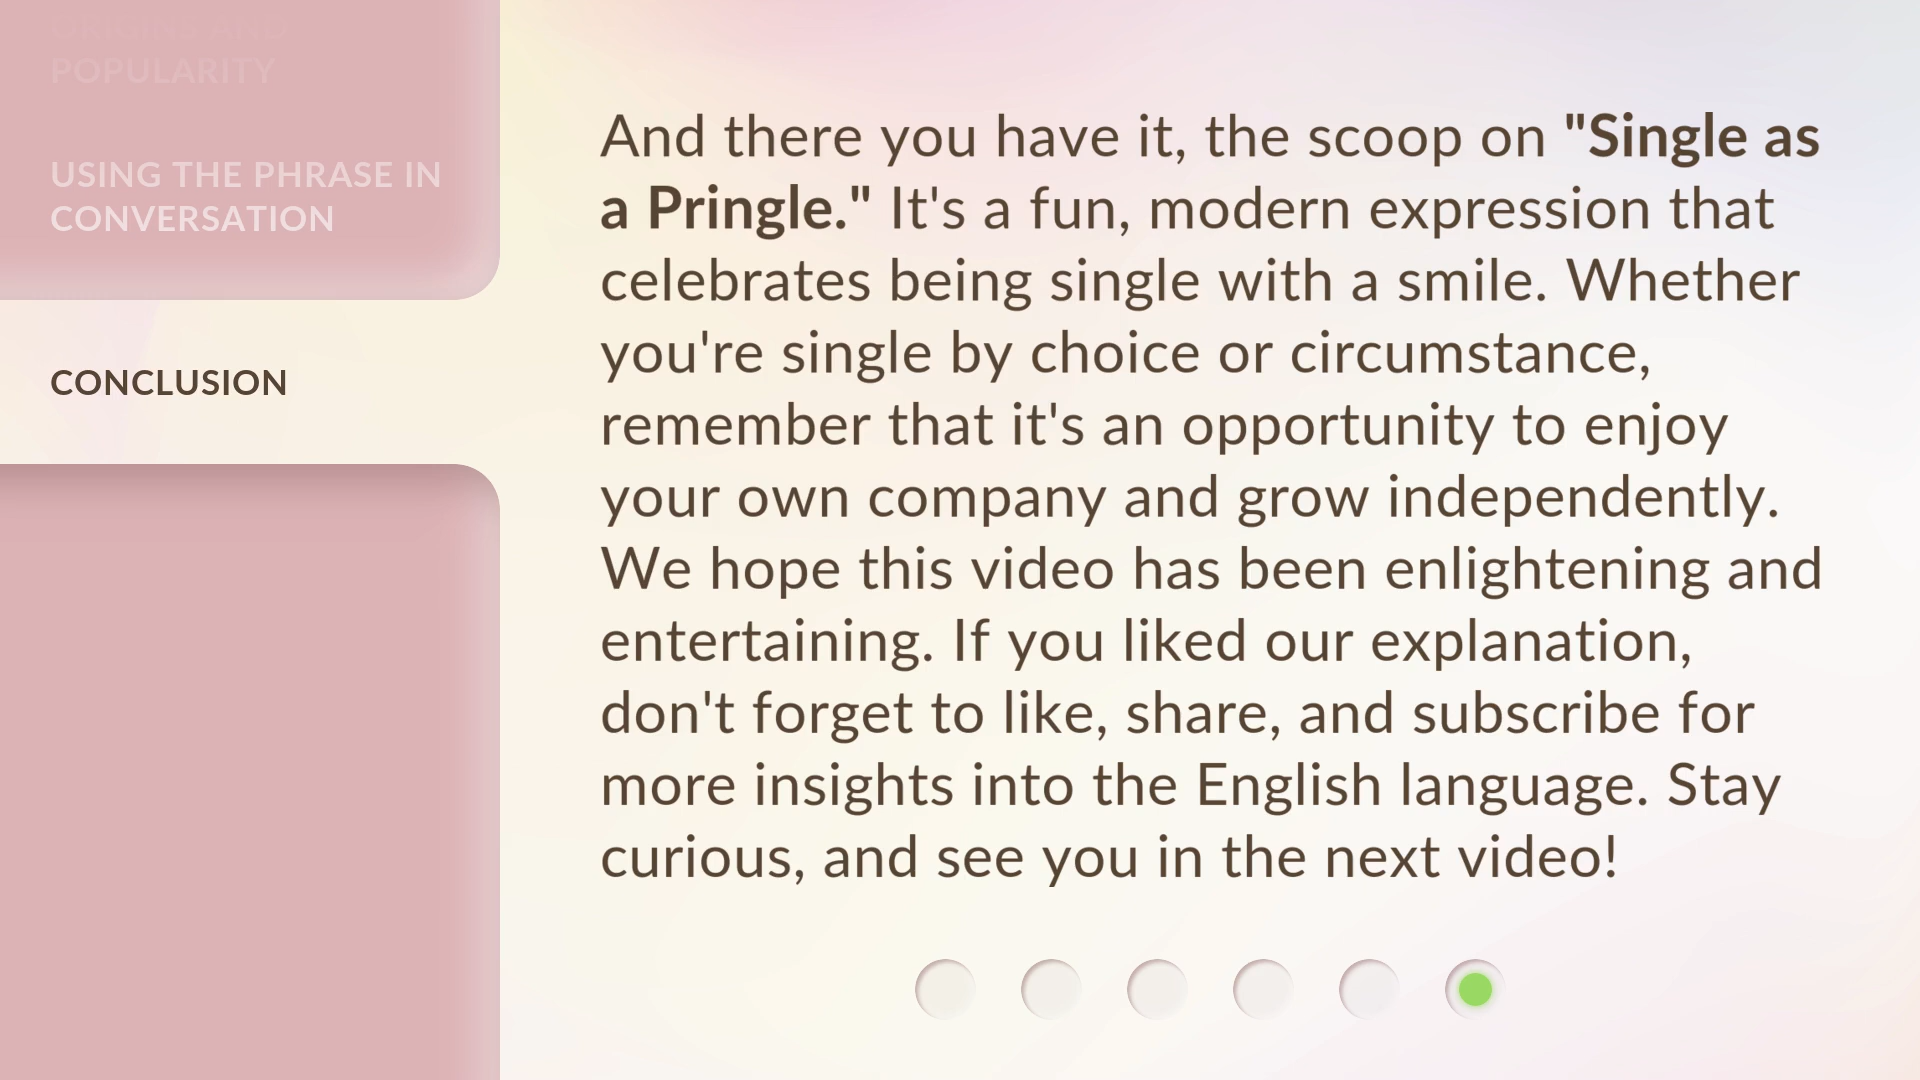 ORIGINS AND
POPULARITY
USING THE PHRASE IN
CONVERSATION
CONCLUSION
And there you have it, the scoop on "Single as
a Pringle." It's a fun, modern expression that
celebrates being single with a smile. Whether
you're single by choice or circumstance,
remember that it's an opportunity to enjoy
your own company and grow independently.
We hope this video has been enlightening and
entertaining. If you liked our explanation,
don't forget to like, share, and subscribe for
more insights into the English language. Stay
curious, and see you in the next video!